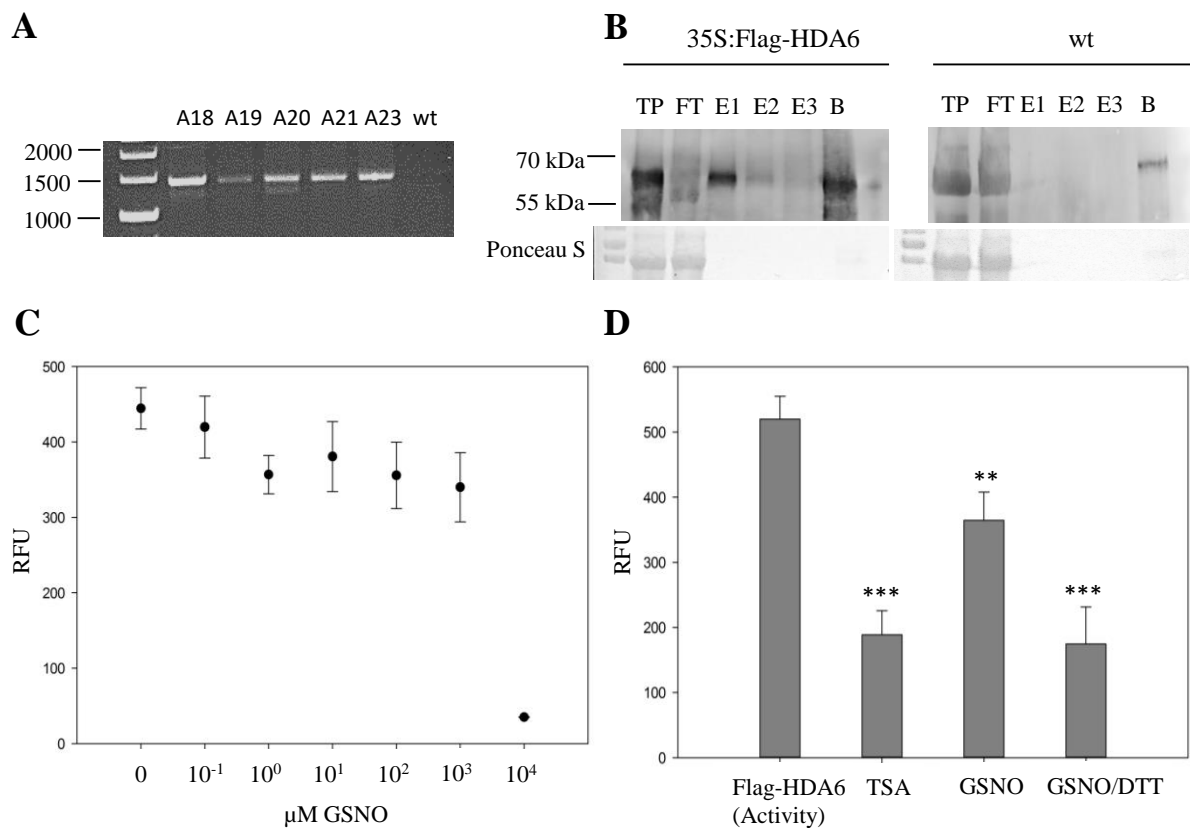 A
A18 A19 A20 A21 A23 wt
2000
1500
1000
B
35S:Flag-HDA6
wt
TP FT E1 E2 E3 B
TP FT E1 E2 E3 B
70 kDa
55 kDa
Ponceau S
C
500
400
300
200
100
0
RFU
0 10⁻¹ 10⁰ 10¹ 10² 10³ 10⁴
µM GSNO
D
600
500
400
300
200
100
0
RFU
***
**
***
Flag-HDA6 TSA GSNO GSNO/DTT
(Activity)